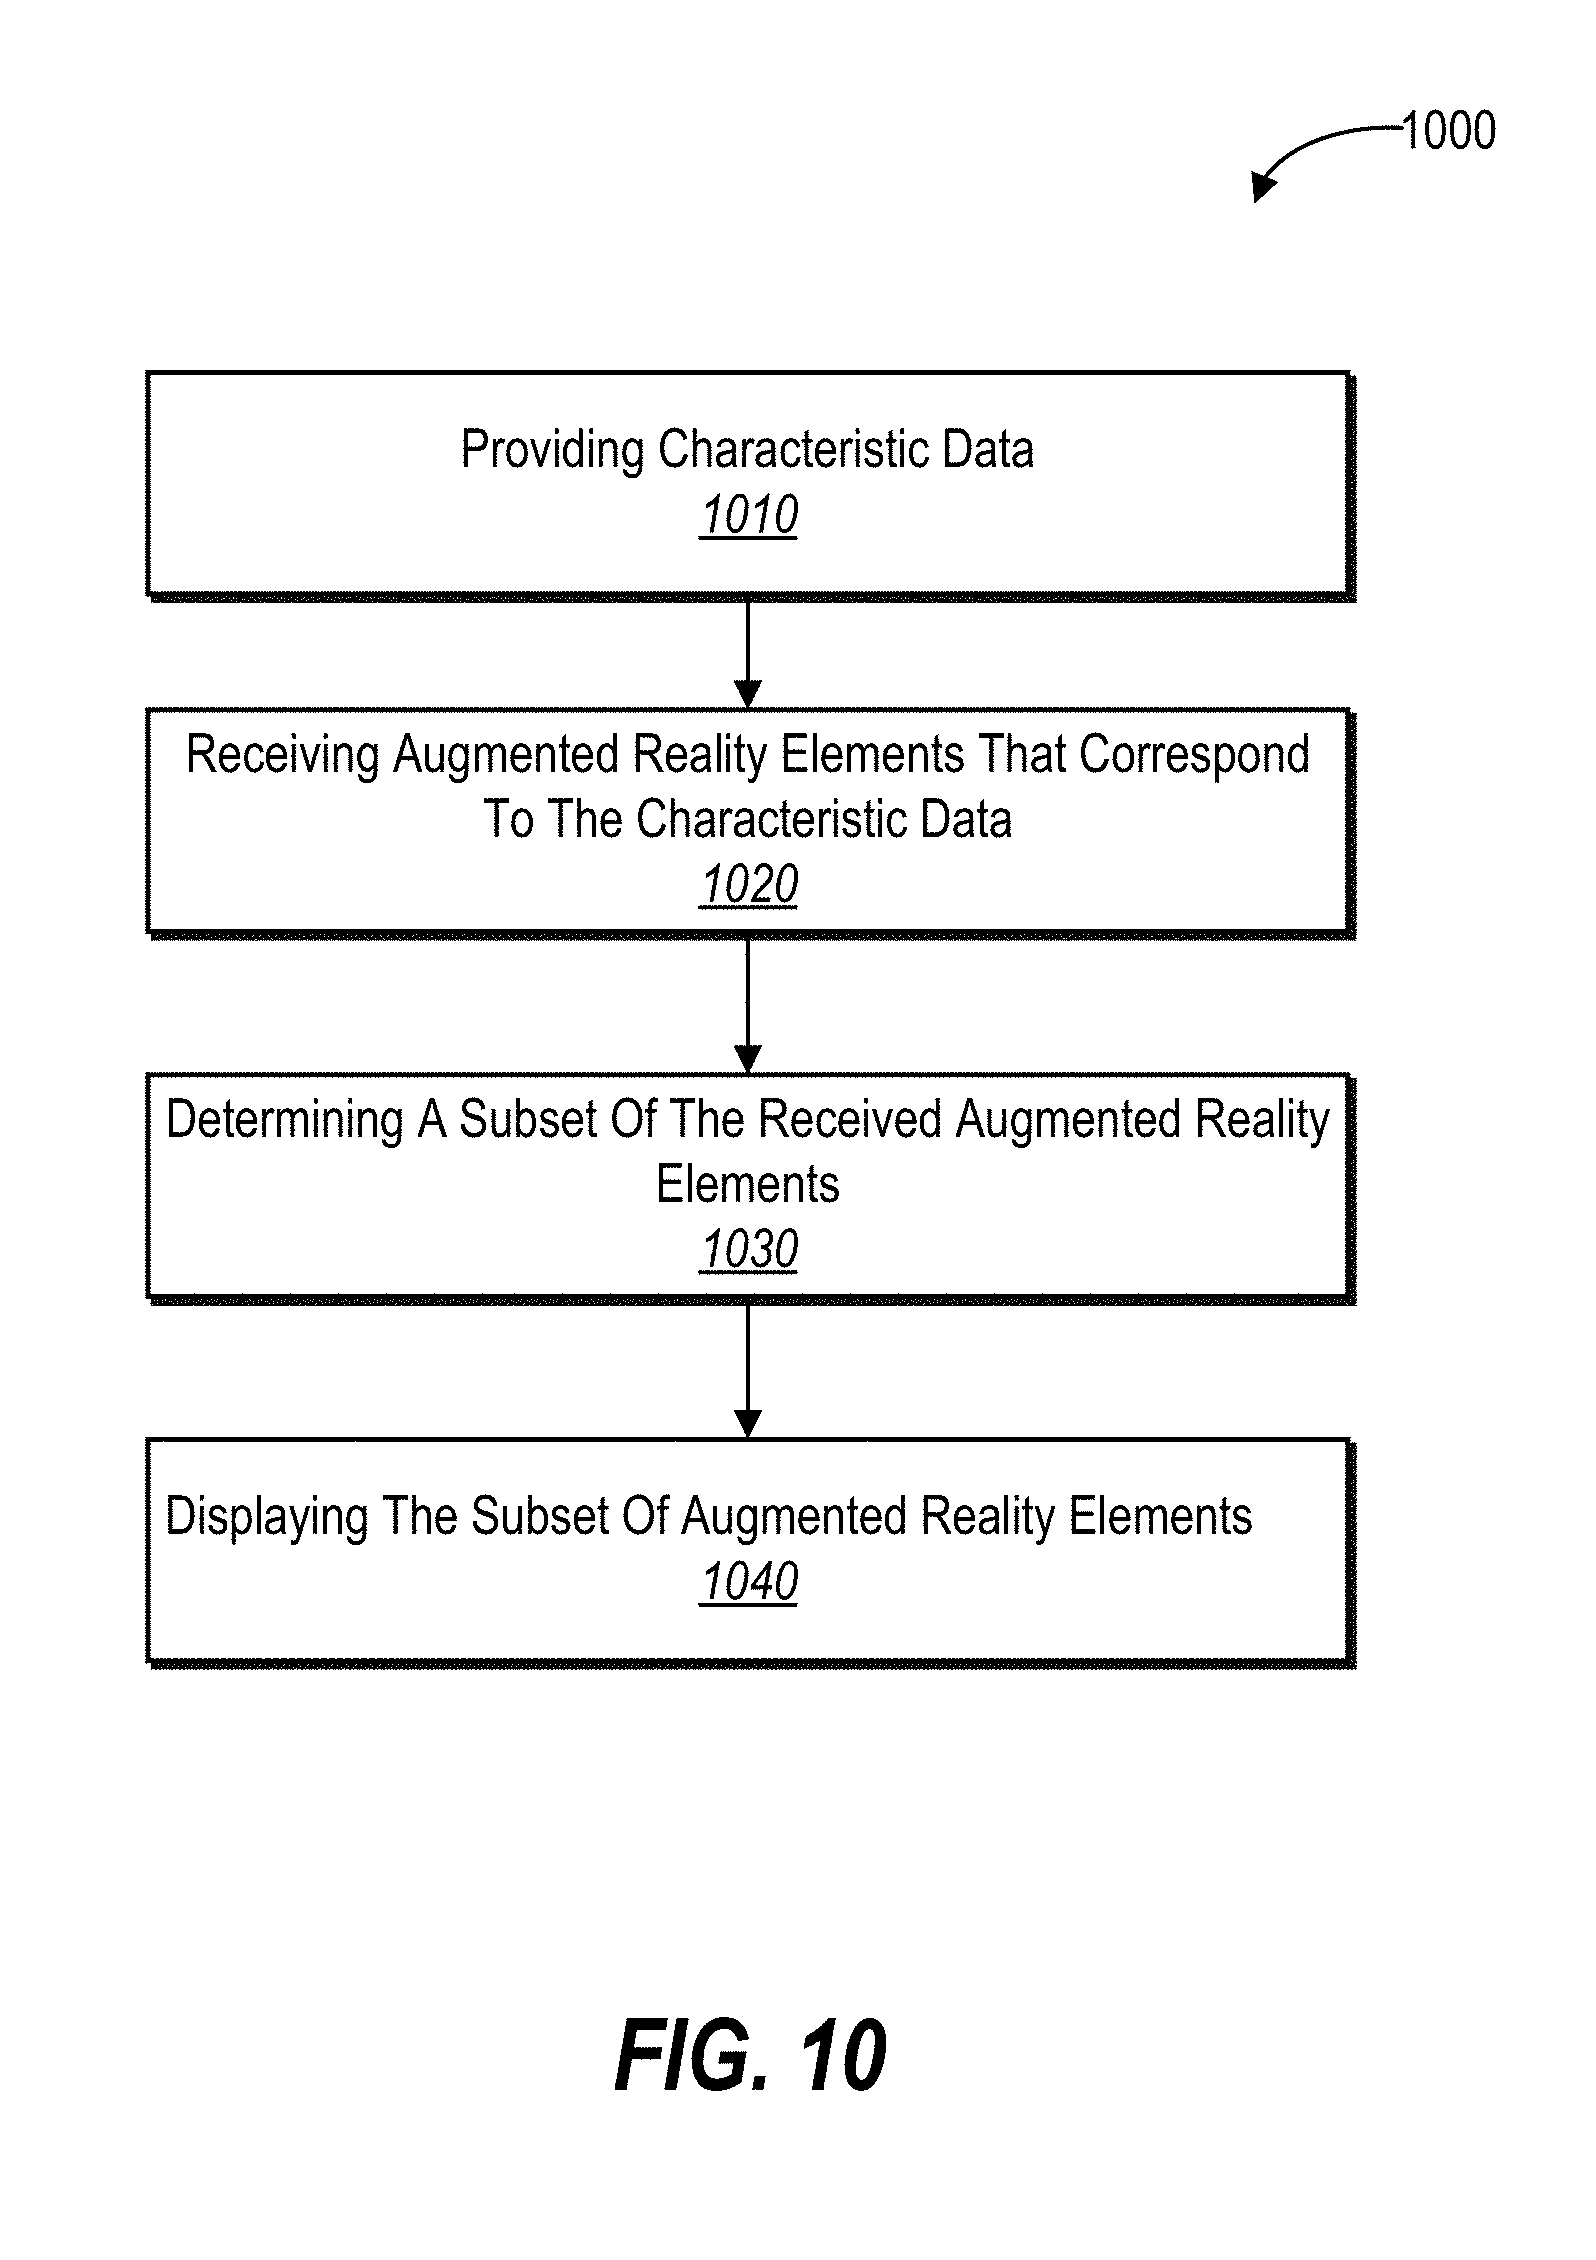 1000
Providing Characteristic Data
1010
Receiving Augmented Reality Elements That Correspond
To The Characteristic Data
1020
Determining A Subset Of The Received Augmented Reality
Elements
1030
Displaying The Subset Of Augmented Reality Elements
1040
FIG. 10